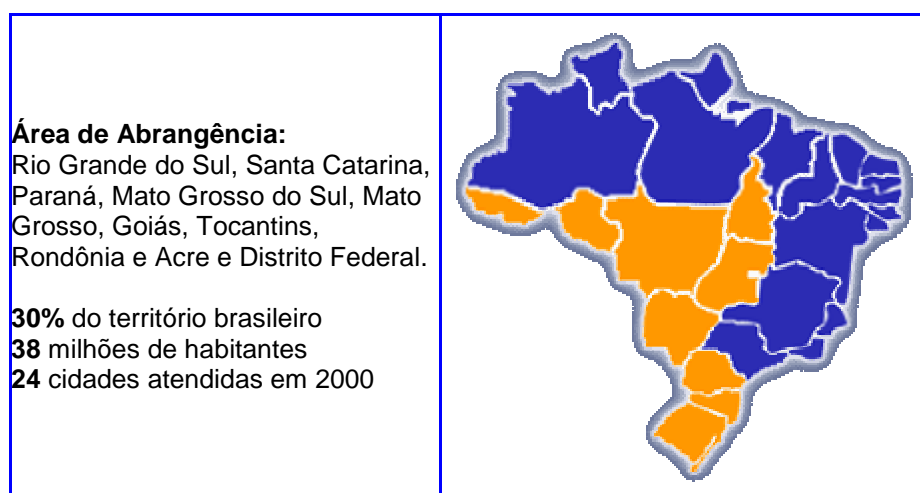 Área de Abrangência:
Rio Grande do Sul, Santa Catarina,
Paraná, Mato Grosso do Sul, Mato
Grosso, Goiás, Tocantins,
Rondônia e Acre e Distrito Federal.
30% do território brasileiro
38 milhões de habitantes
24 cidades atendidas em 2000